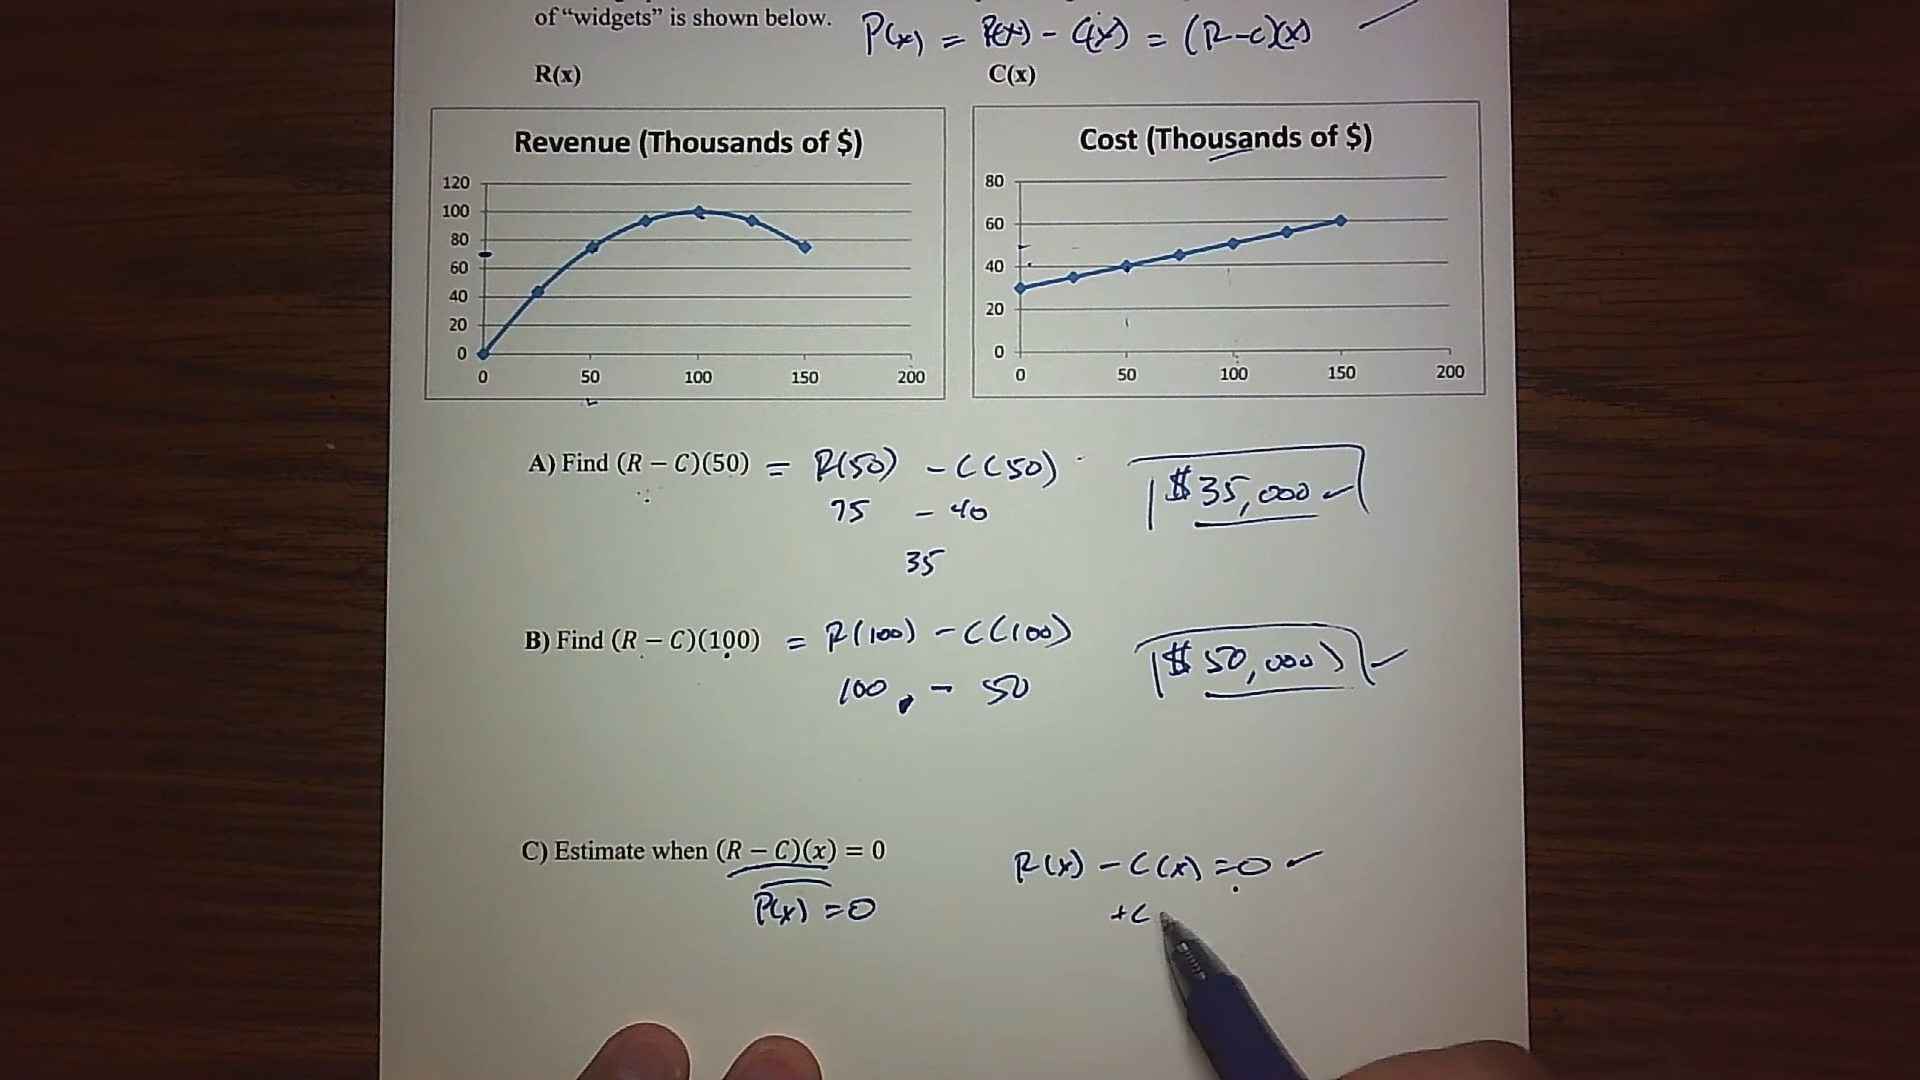 of “widgets” is shown below. P(x) = R(x) - C(x) = (R-C)(x)
R(x) C(x)
Revenue (Thousands of $)
120
100
80
60
40
20
0
0 50 100 150 200
Cost (Thousands of $)
80
60
40
20
0
0 50 100 150 200
A) Find (R – C)(50) = R(50) - C(50) $35,000
75 - 40
35
B) Find (R – C)(100) = R(100) - C(100) $50,000
100 - 50
C) Estimate when (R – C)(x) = 0 R(x) - C(x) = 0
P(x) = 0 +C